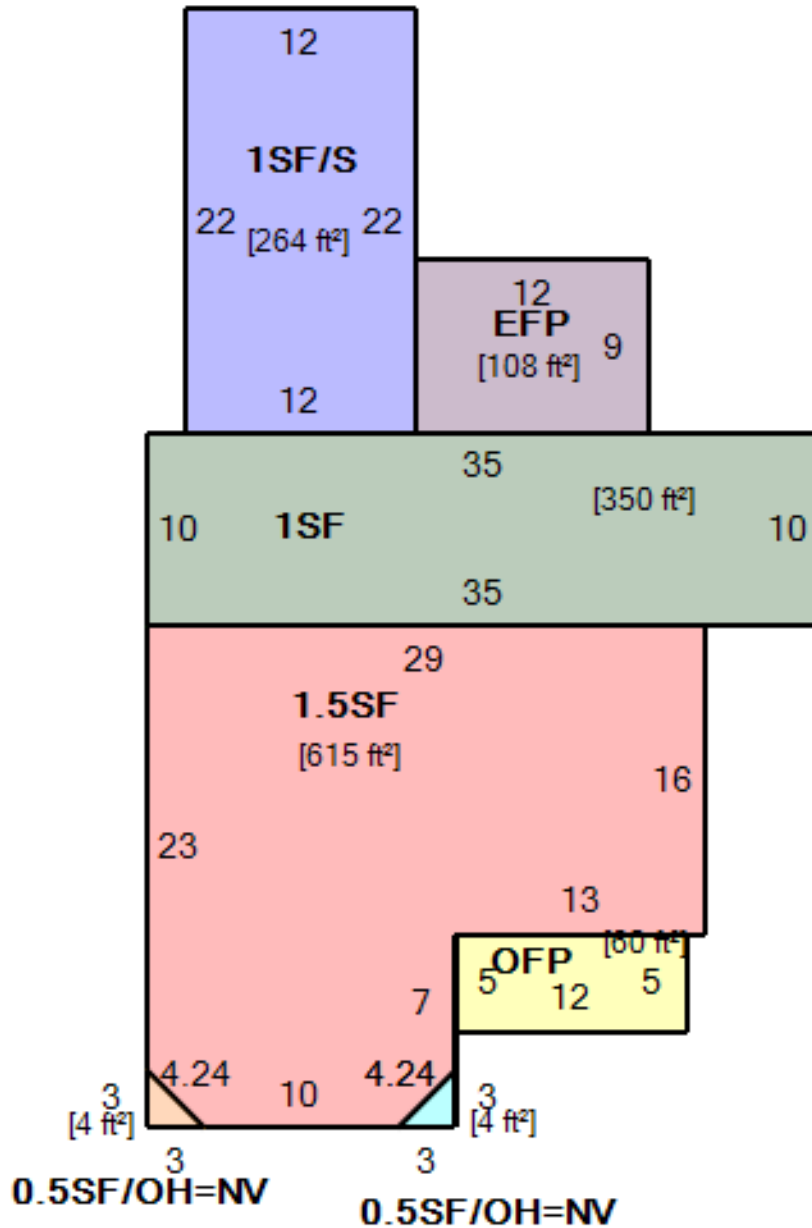 12
1SF/S
22 [264 ft²] 22
12
12
EFP
9
[108 ft²]
35
[350 ft²]
10 1SF 10
35
29
1.5SF
[615 ft²]
16
23
13
[60 ft²]
OFP
5 12 5
7
4.24 10 4.24
3 3
[4 ft²] [4 ft²]
3 3
0.5SF/OH=NV
0.5SF/OH=NV